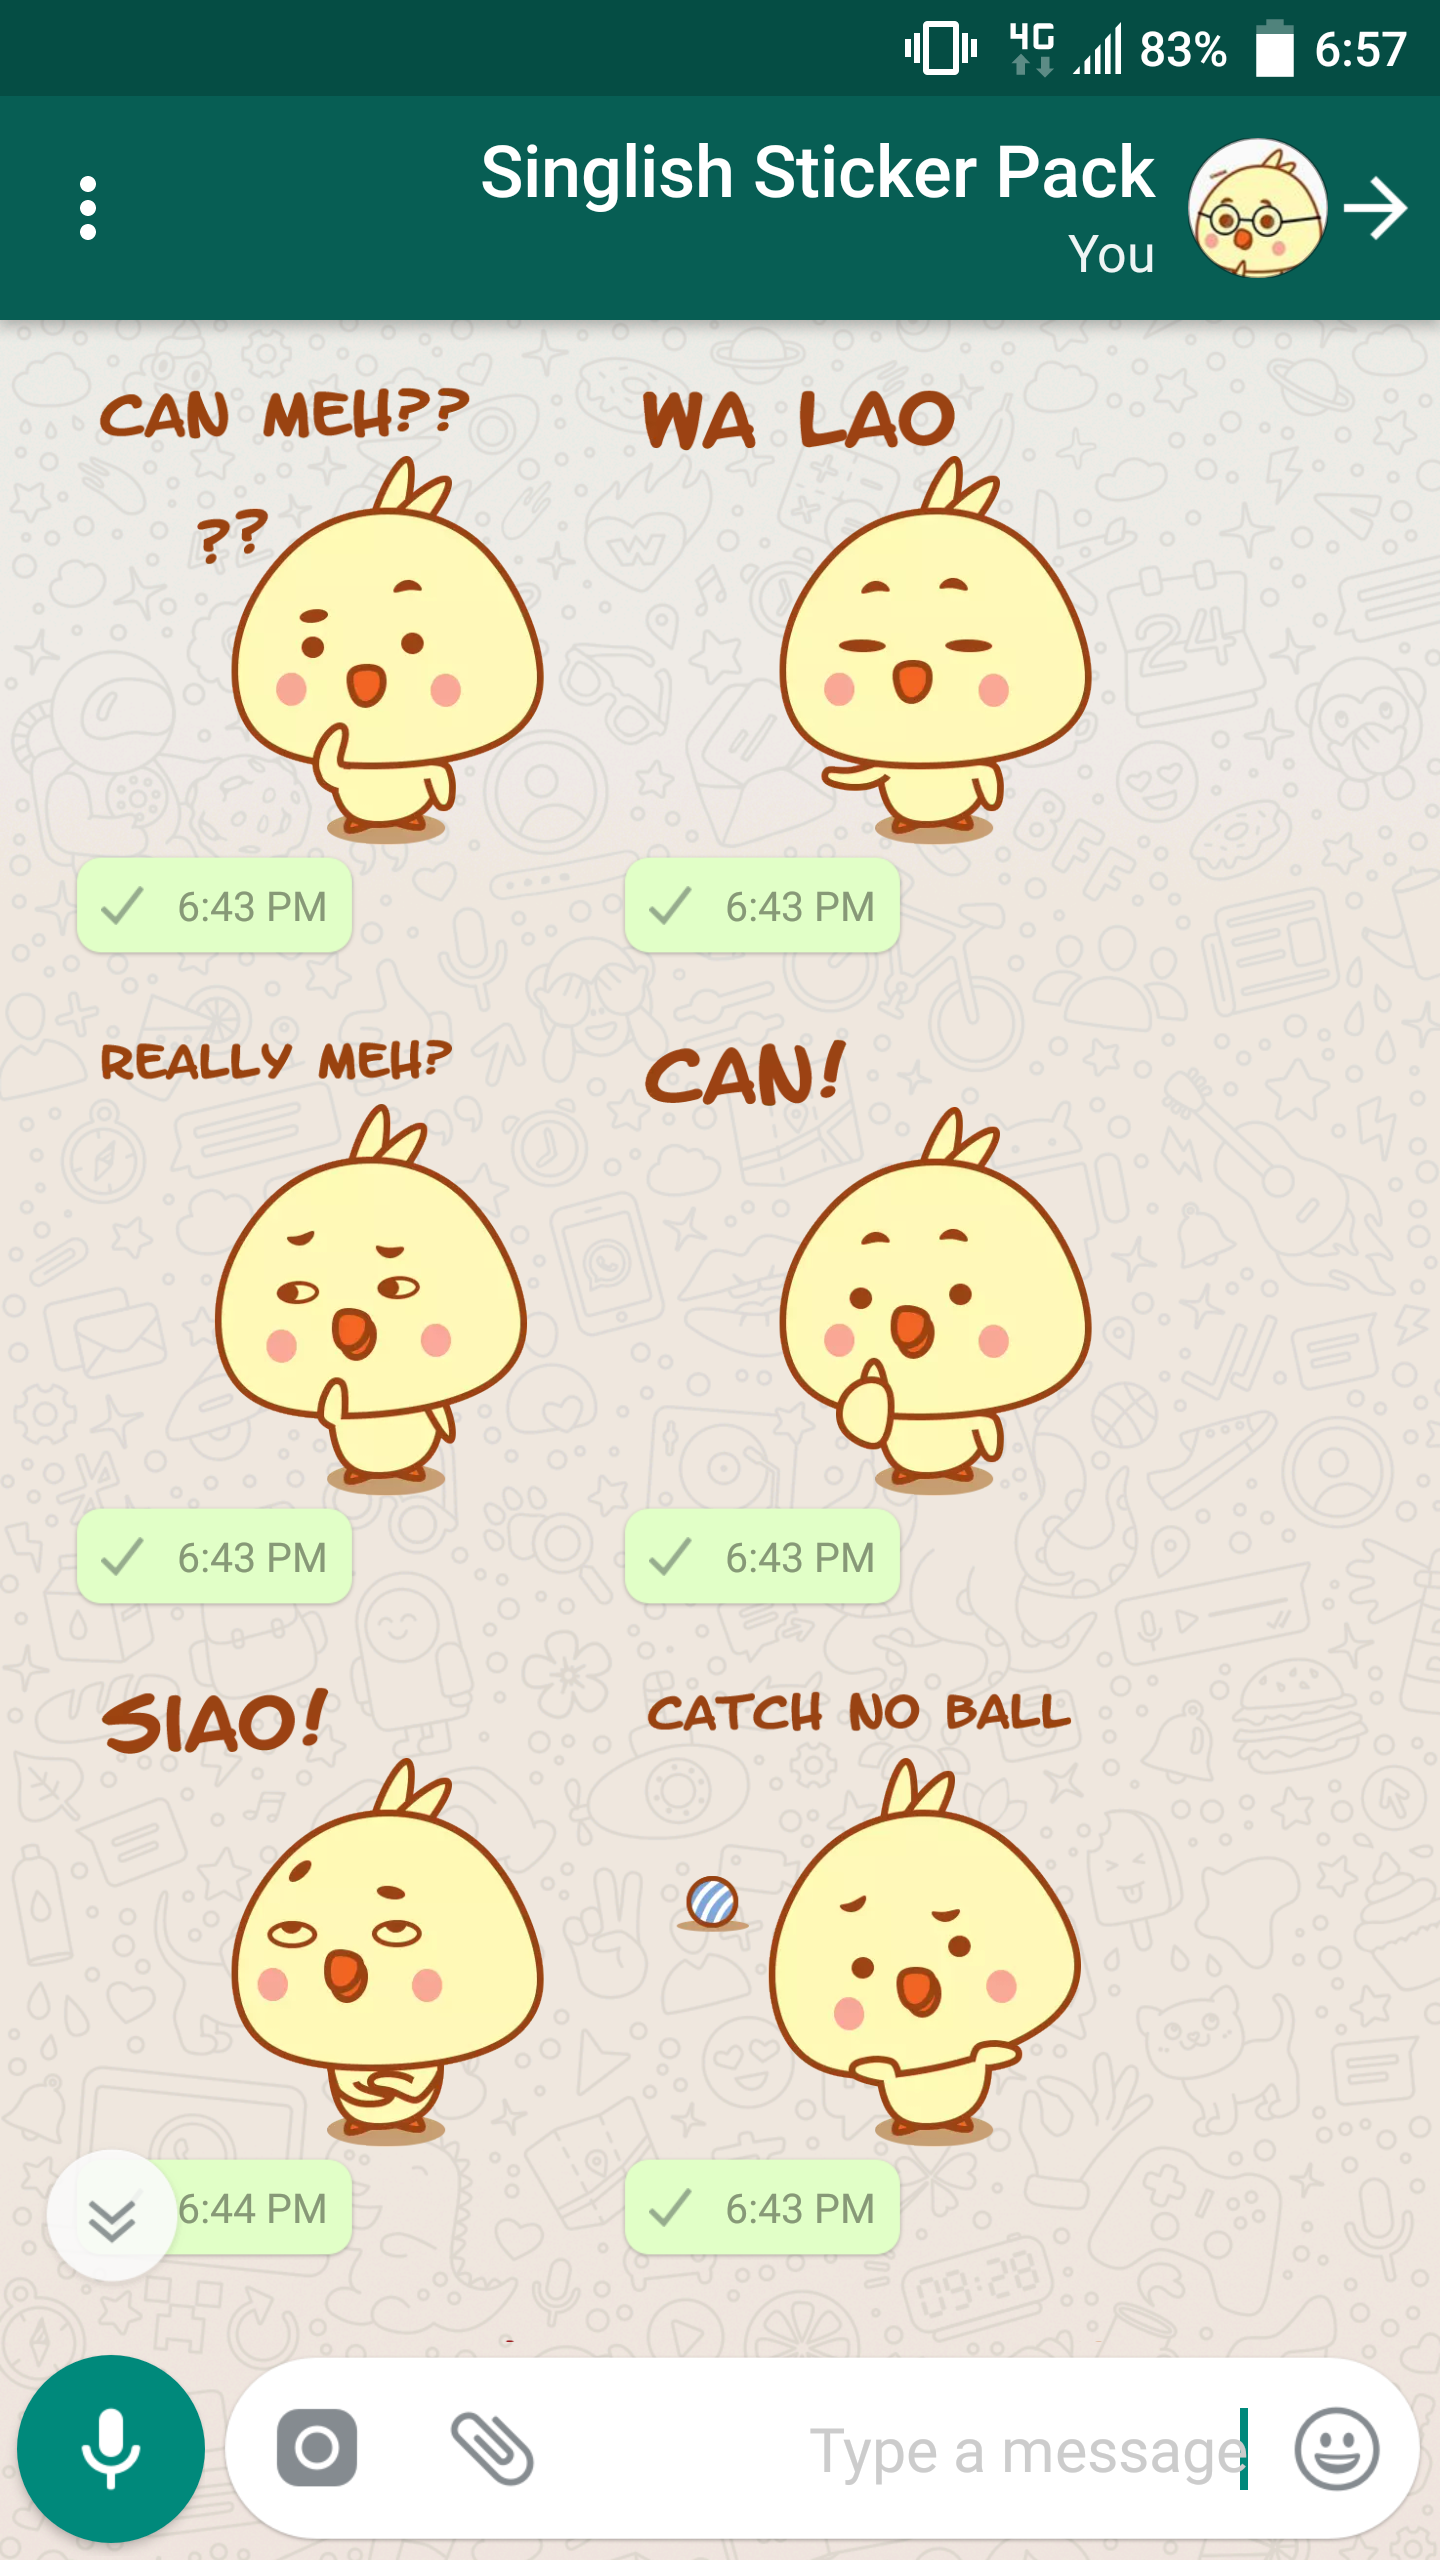 4G 83% 6:57
Singlish Sticker Pack
You
CAN MEH??
WA LAO
??
6:43 PM
6:43 PM
REALLY MEH?
CAN!
6:43 PM
6:43 PM
SIAO!
CATCH NO BALL
6:44 PM
6:43 PM
Type a message